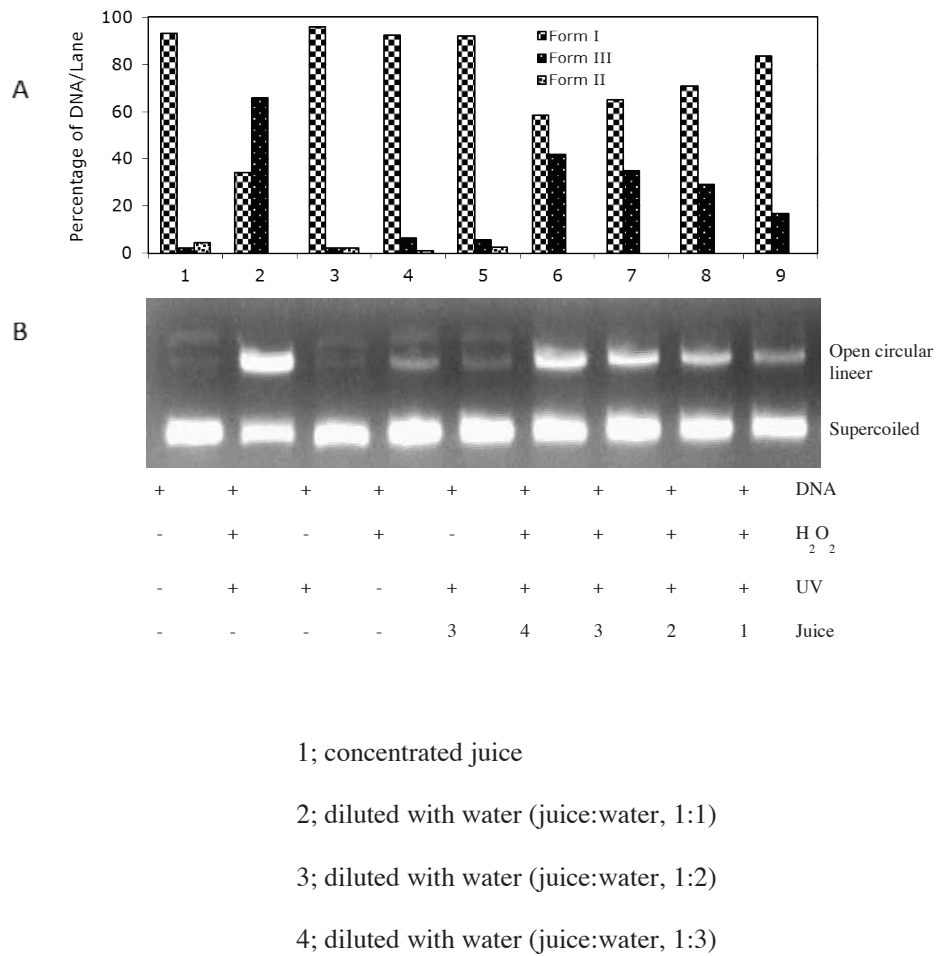 A
Percentage of DNA/Lane
100
80
60
40
20
0
Form I
Form III
Form II
1 2 3 4 5 6 7 8 9
B
Open circular
lineer
Supercoiled
+ + + + + + + + + DNA
- + - + - + + + + H2O2
- + + - + + + + + UV
- - - - 3 4 3 2 1 Juice
1; concentrated juice
2; diluted with water (juice:water, 1:1)
3; diluted with water (juice:water, 1:2)
4; diluted with water (juice:water, 1:3)